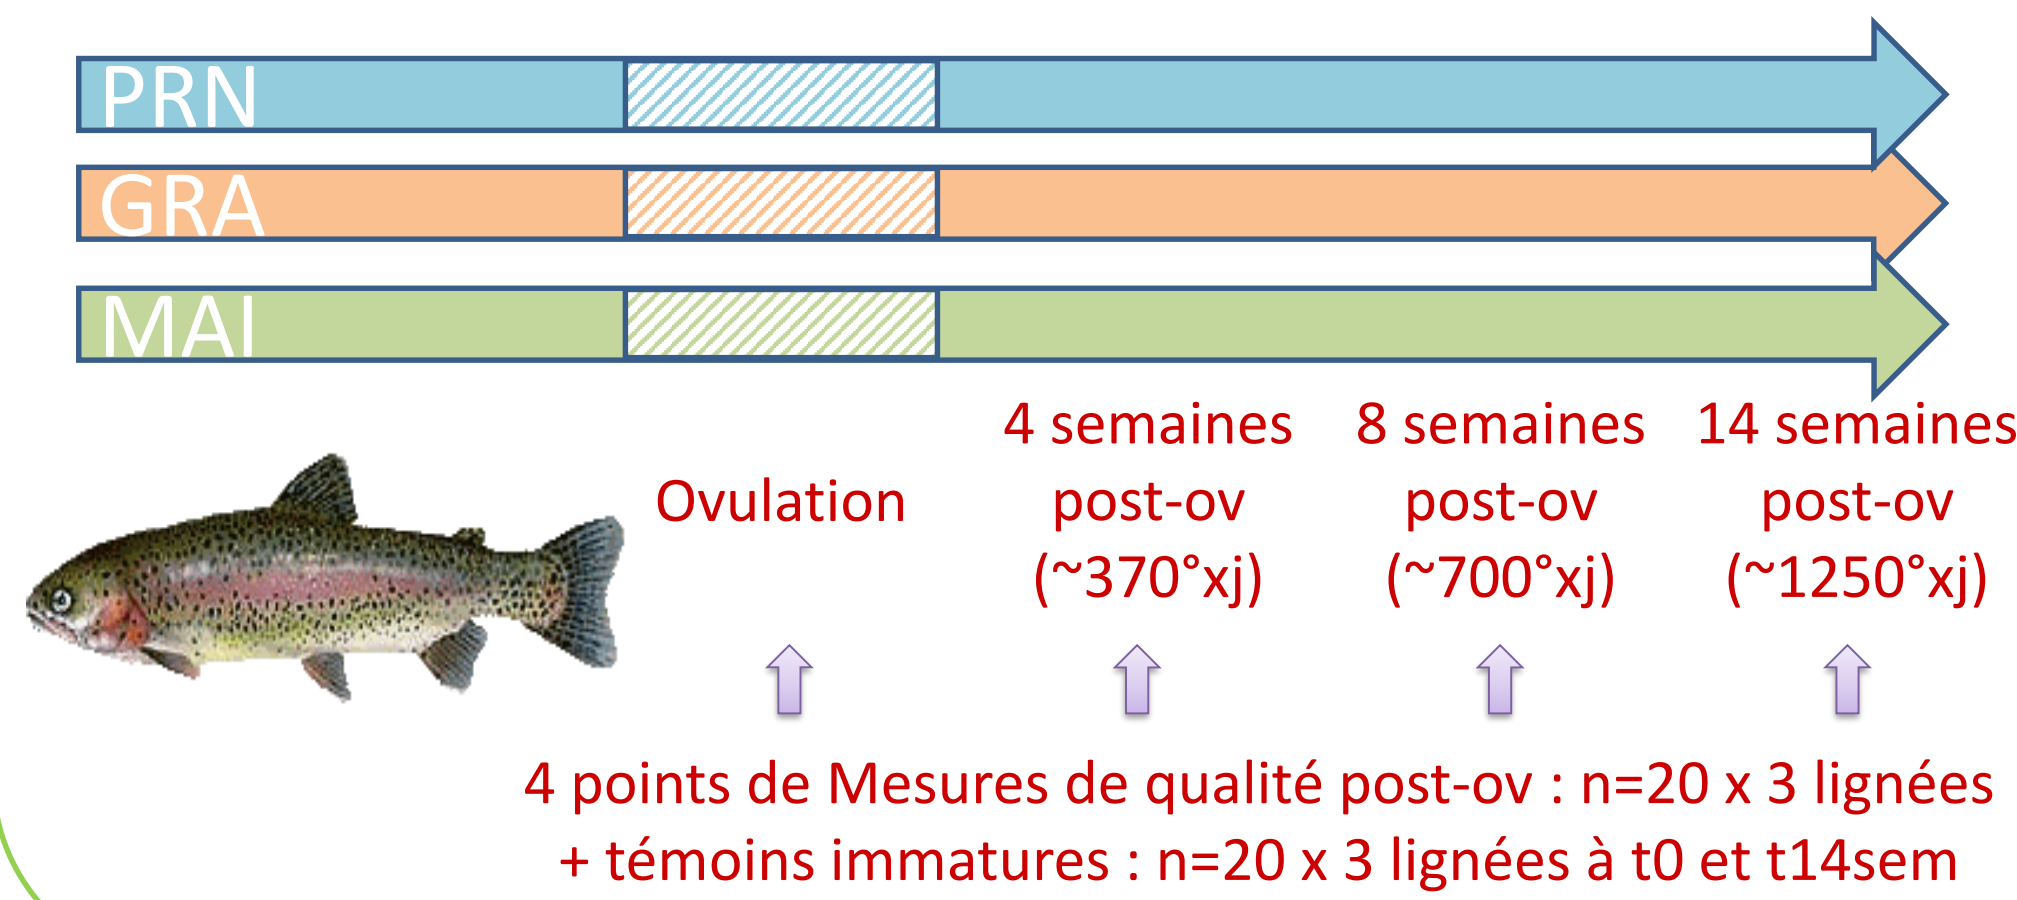 PRN
GRA
MAI
Ovulation
4 semaines
post-ov
(~370°xj)
8 semaines
post-ov
(~700°xj)
14 semaines
post-ov
(~1250°xj)
4 points de Mesures de qualité post-ov : n=20 x 3 lignées
+ témoins immatures : n=20 x 3 lignées à t0 et t14sem